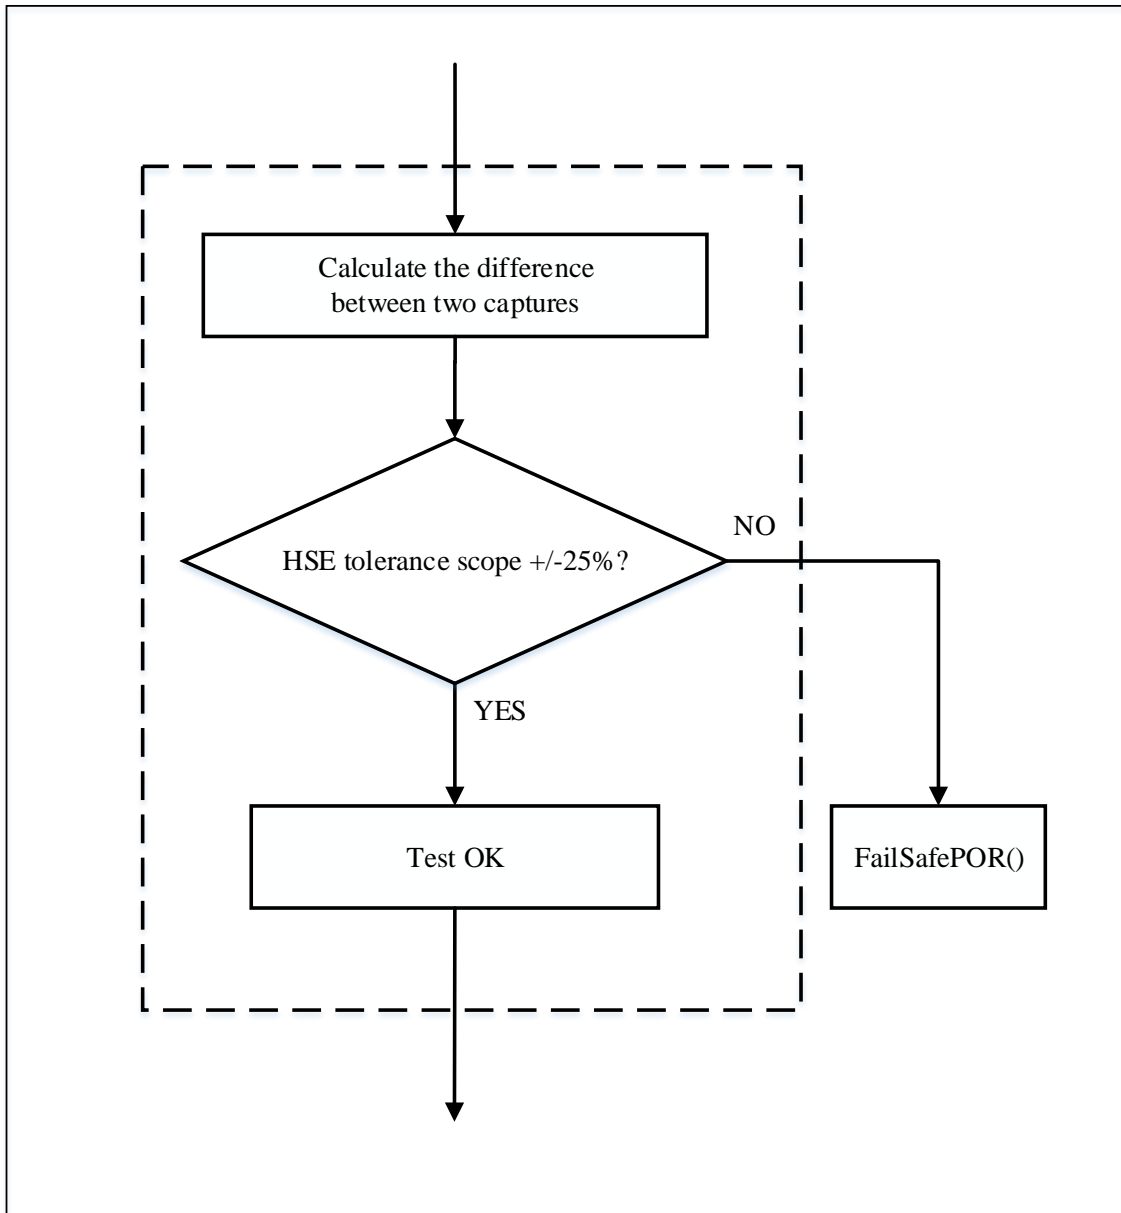 Calculate the difference
between two captures
NO
HSE tolerance scope +/-25%?
YES
Test OK
FailSafePOR()